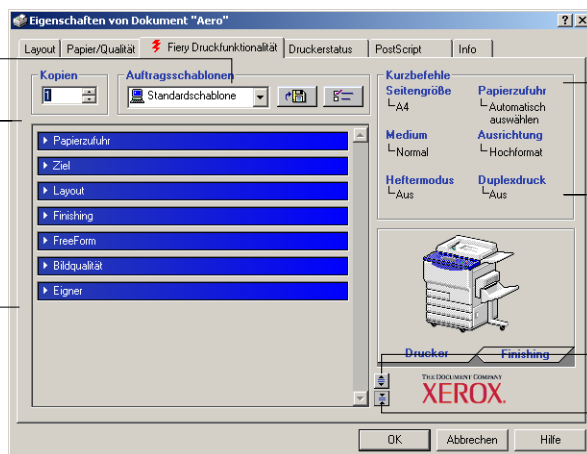 Eigenschaften von Dokument "Aero"
Layout
Papier/Qualität
Fiery Druckfunktionalität
Druckerstatus
PostScript
Info
Kopien
1
Auftragsschablonen
Standardschablone
Papierzufuhr
Ziel
Layout
Finishing
FreeForm
Bildqualität
Eigner
Kurzbefehle
Seitengröße
A4
Papierzufuhr
Automatisch
auswählen
Medium
Normal
Ausrichtung
Hochformat
Heftermodus
Aus
Duplexdruck
Aus
Drucker
Finishing
THE DOCUMENT COMPANY
XEROX.
OK
Abbrechen
Hilfe